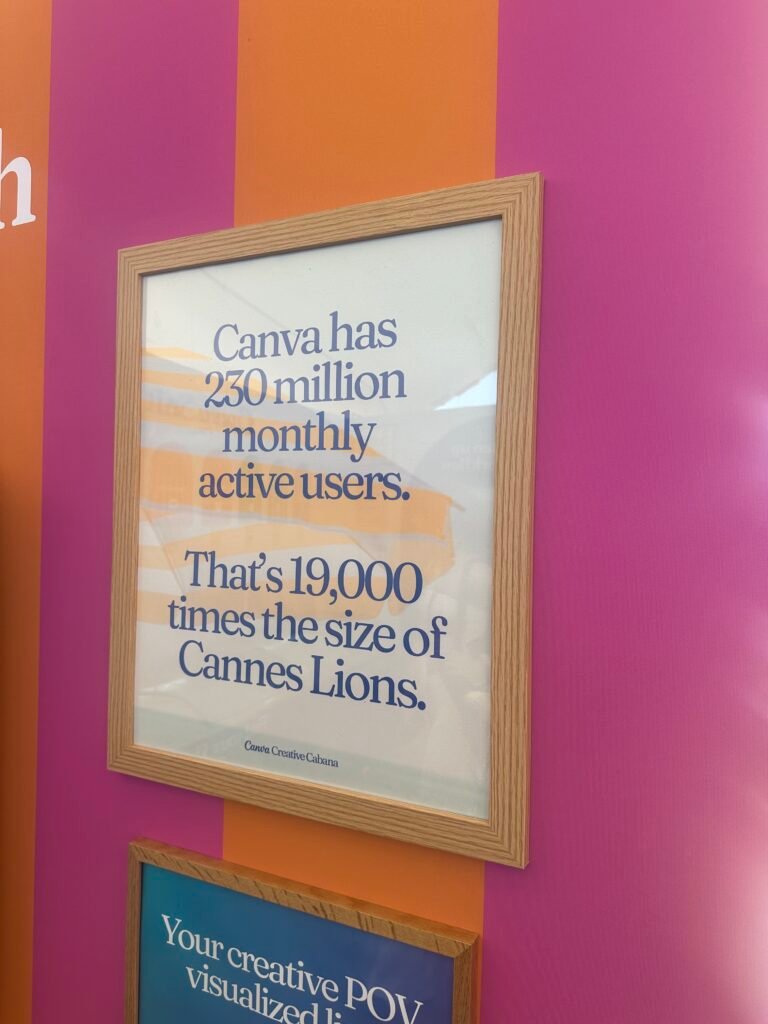 h
Canva has
230 million
monthly
active users.
That's 19,000
times the size of
Cannes Lions.
Canva Creative Cabana
Your creative POV
visualized